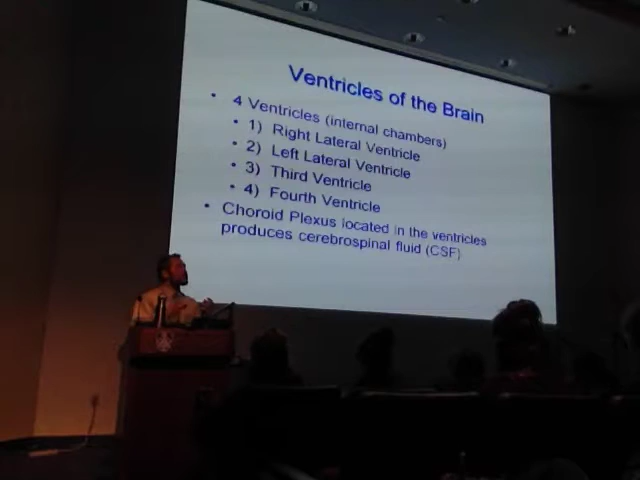 Ventricles of the Brain
• 4 Ventricles (internal chambers)
• 1) Right Lateral Ventricle
• 2) Left Lateral Ventricle
• 3) Third Ventricle
• 4) Fourth Ventricle
• Choroid Plexus located in the ventricles
produces cerebrospinal fluid (CSF)